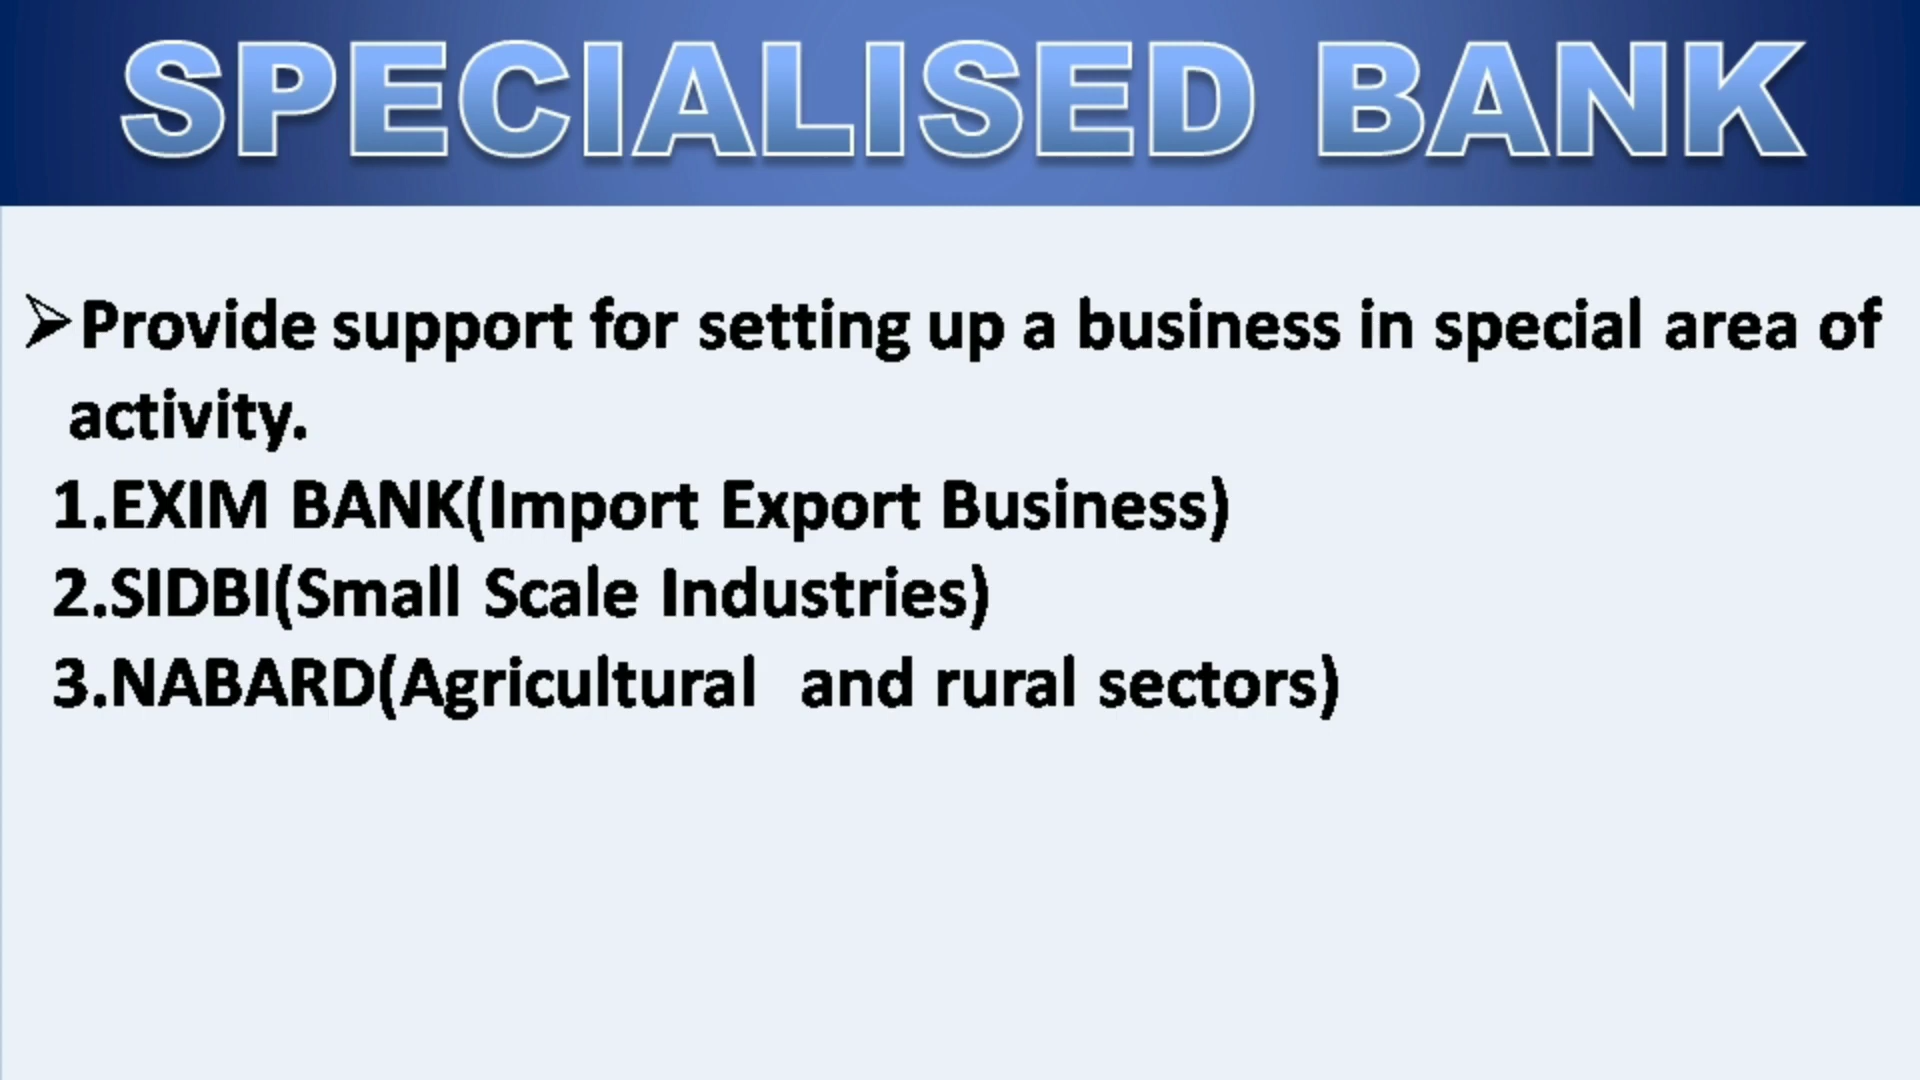 SPECIALISED BANK
➢Provide support for setting up a business in special area of
activity.
1.EXIM BANK(Import Export Business)
2.SIDBI(Small Scale Industries)
3.NABARD(Agricultural  and rural sectors)